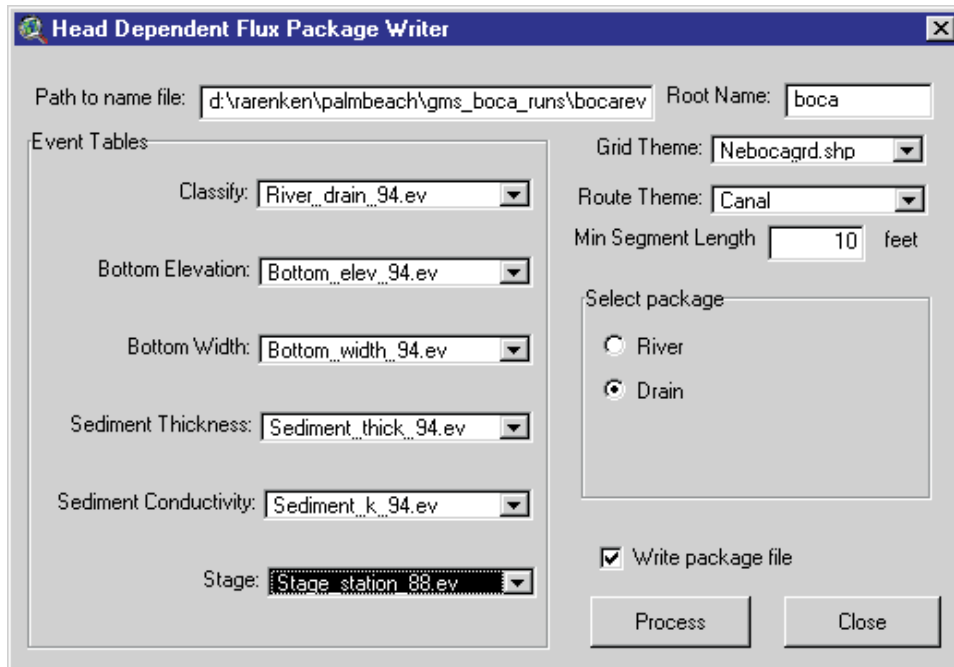 Head Dependent Flux Package Writer
Path to name file: d:\rarenken\palmbeach\gms_boca_runs\bocarev Root Name: boca
Event Tables
Grid Theme: Nebocagrd.shp
Classify: River_drain_94.ev
Route Theme: Canal
Min Segment Length 10 feet
Bottom Elevation: Bottom_elev_94.ev
Select package
Bottom Width: Bottom_width_94.ev
River
Drain
Sediment Thickness: Sediment_thick_94.ev
Sediment Conductivity: Sediment_k_94.ev
Write package file
Stage: Stage_station_88.ev
Process Close